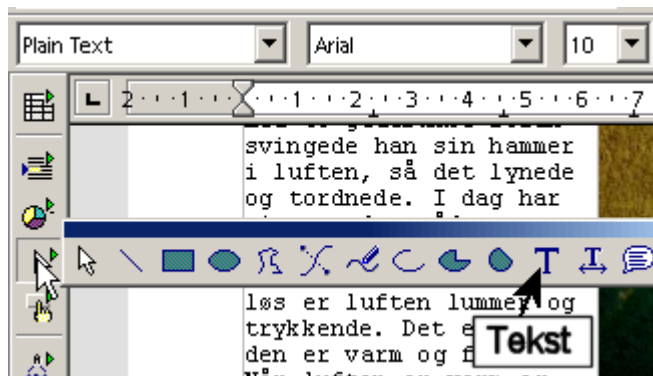 Plain Text Arial 10
2 1 1 2 3 4 5 6 7
svingede han sin hammer
i luften, så det lynede
og tordnede. I dag har
T T
løs er luften lummer og
trykkende. Det
den er varm og
Tekst